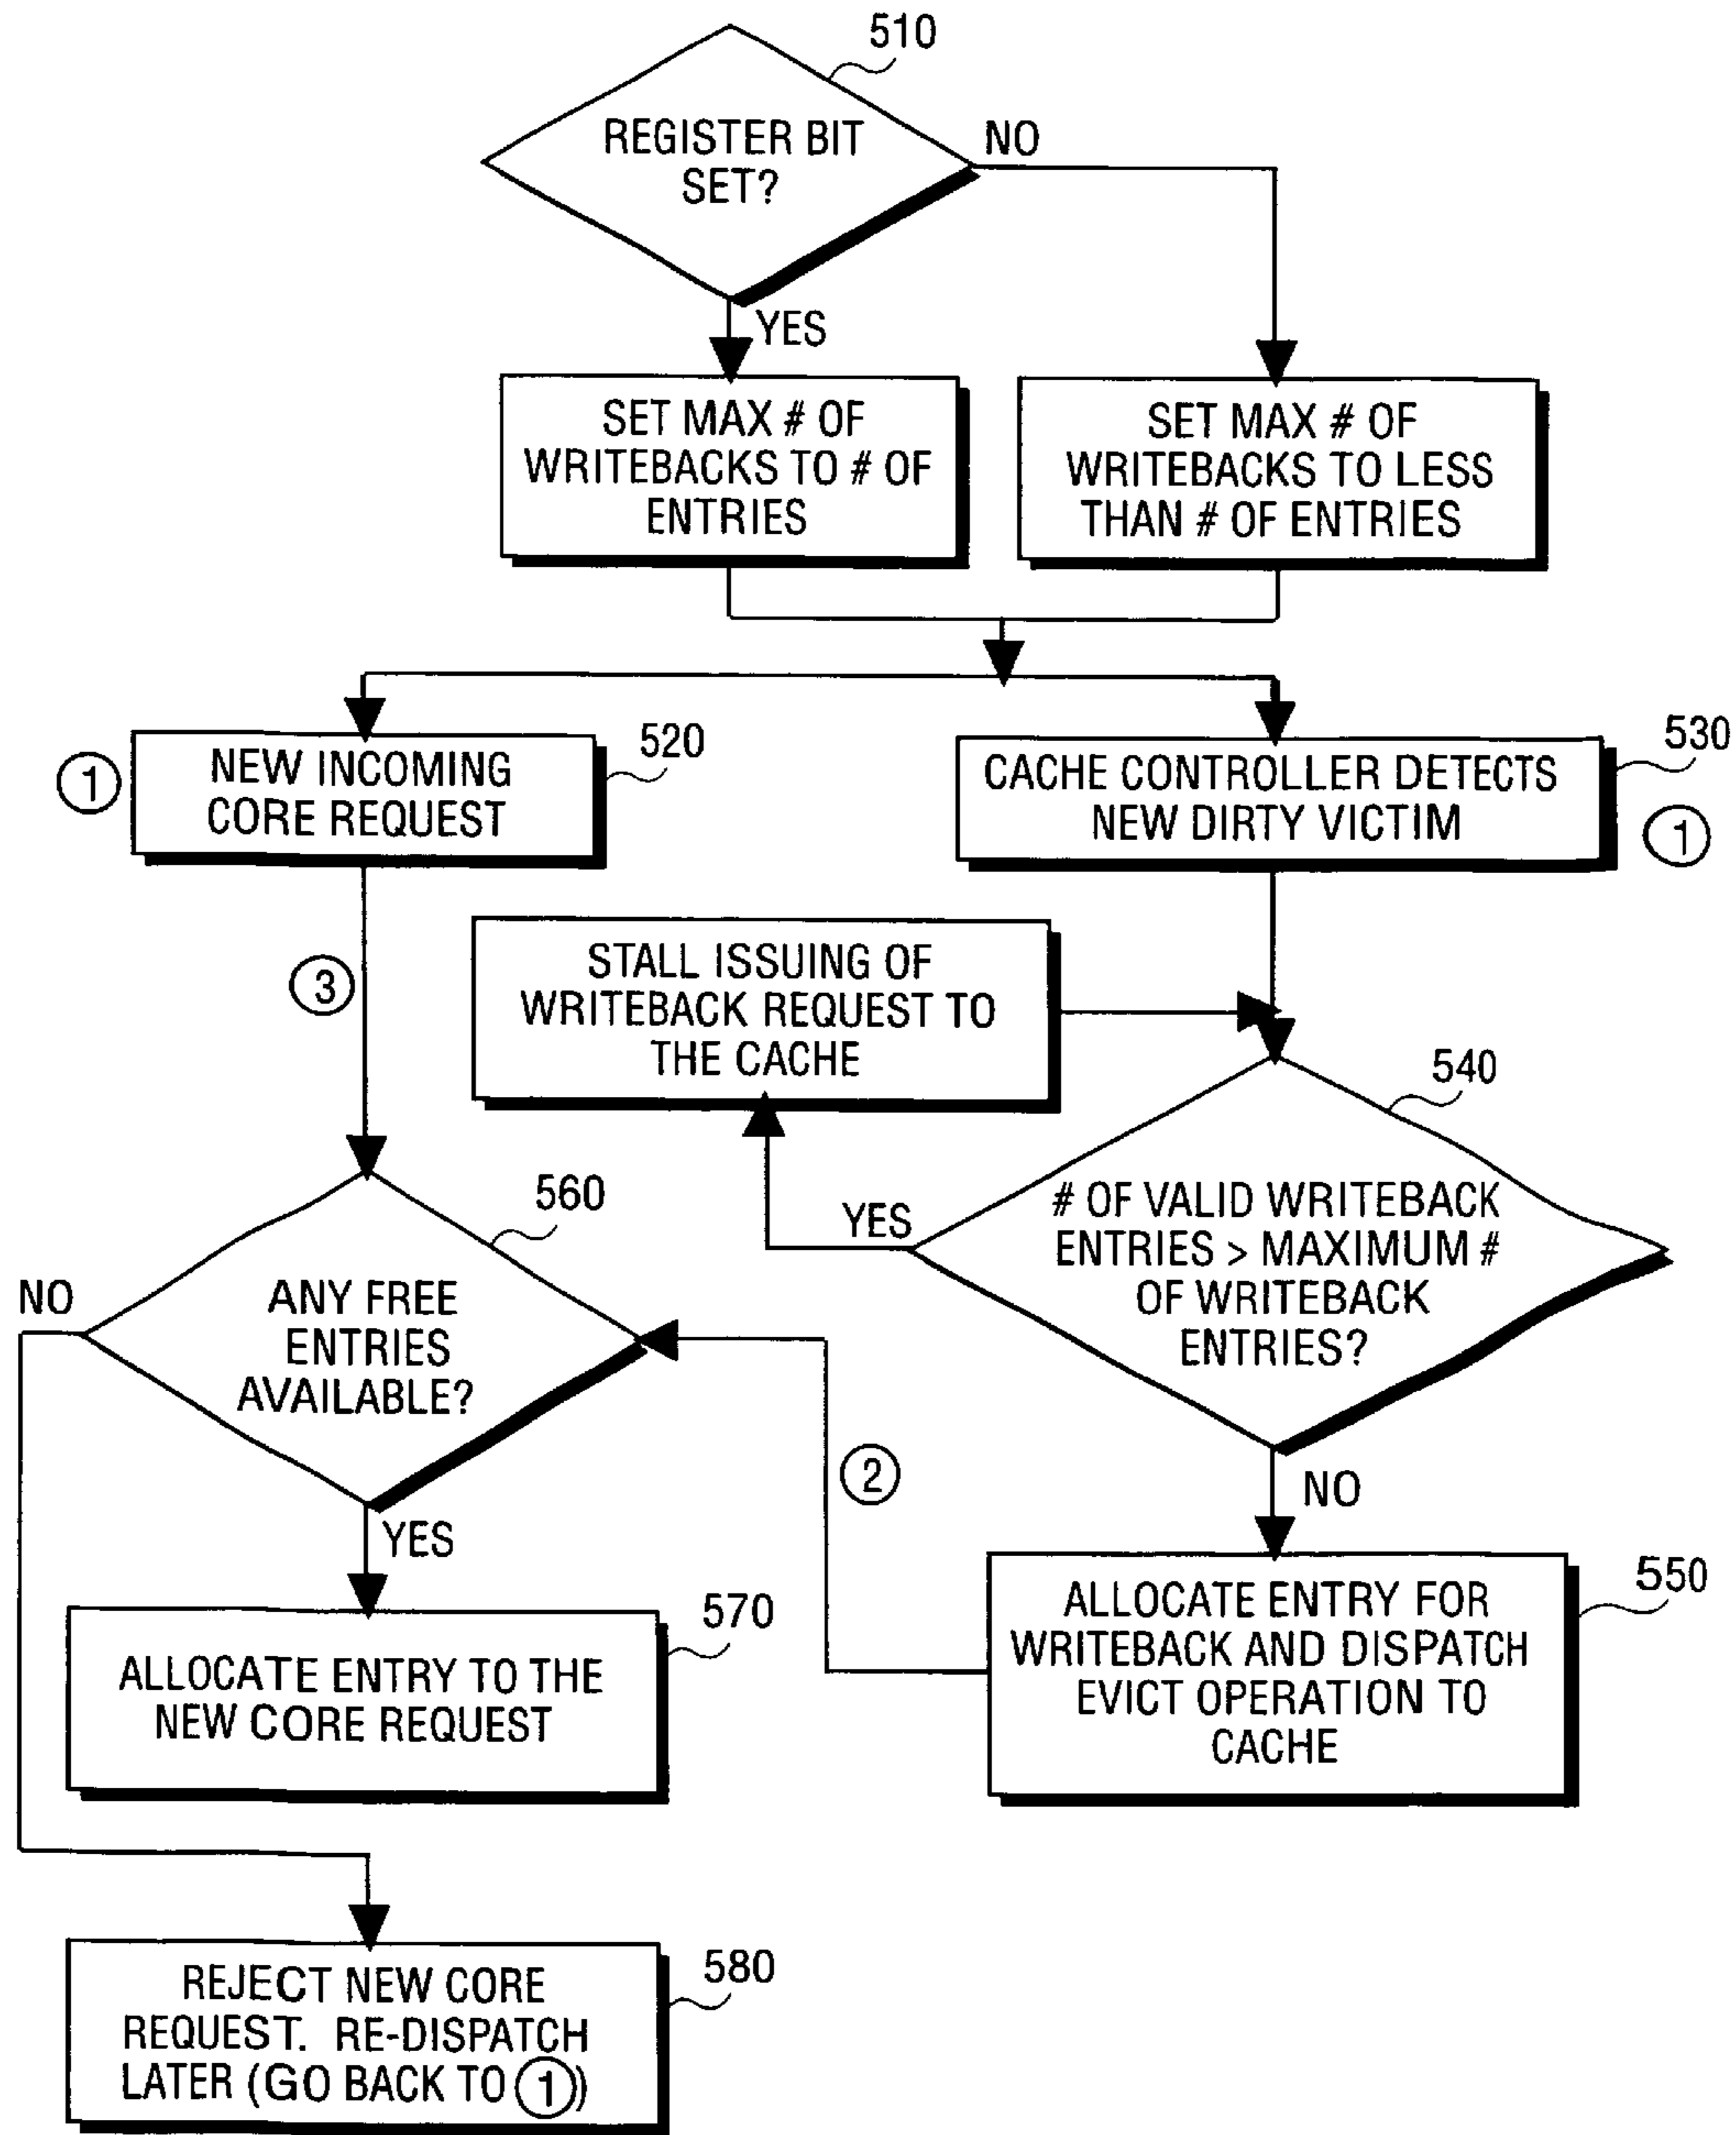 510
REGISTER BIT
SET?
NO
YES
SET MAX # OF
WRITEBACKS TO # OF
ENTRIES
SET MAX # OF
WRITEBACKS TO LESS
THAN # OF ENTRIES
1
NEW INCOMING
CORE REQUEST
520
CACHE CONTROLLER DETECTS
NEW DIRTY VICTIM
530
1
3
STALL ISSUING OF
WRITEBACK REQUEST TO
THE CACHE
540
# OF VALID WRITEBACK
ENTRIES > MAXIMUM #
OF WRITEBACK
ENTRIES?
YES
NO
560
ANY FREE
ENTRIES
AVAILABLE?
NO
YES
2
550
ALLOCATE ENTRY FOR
WRITEBACK AND DISPATCH
EVICT OPERATION TO
CACHE
570
ALLOCATE ENTRY TO THE
NEW CORE REQUEST
580
REJECT NEW CORE
REQUEST. RE-DISPATCH
LATER (GO BACK TO 1)